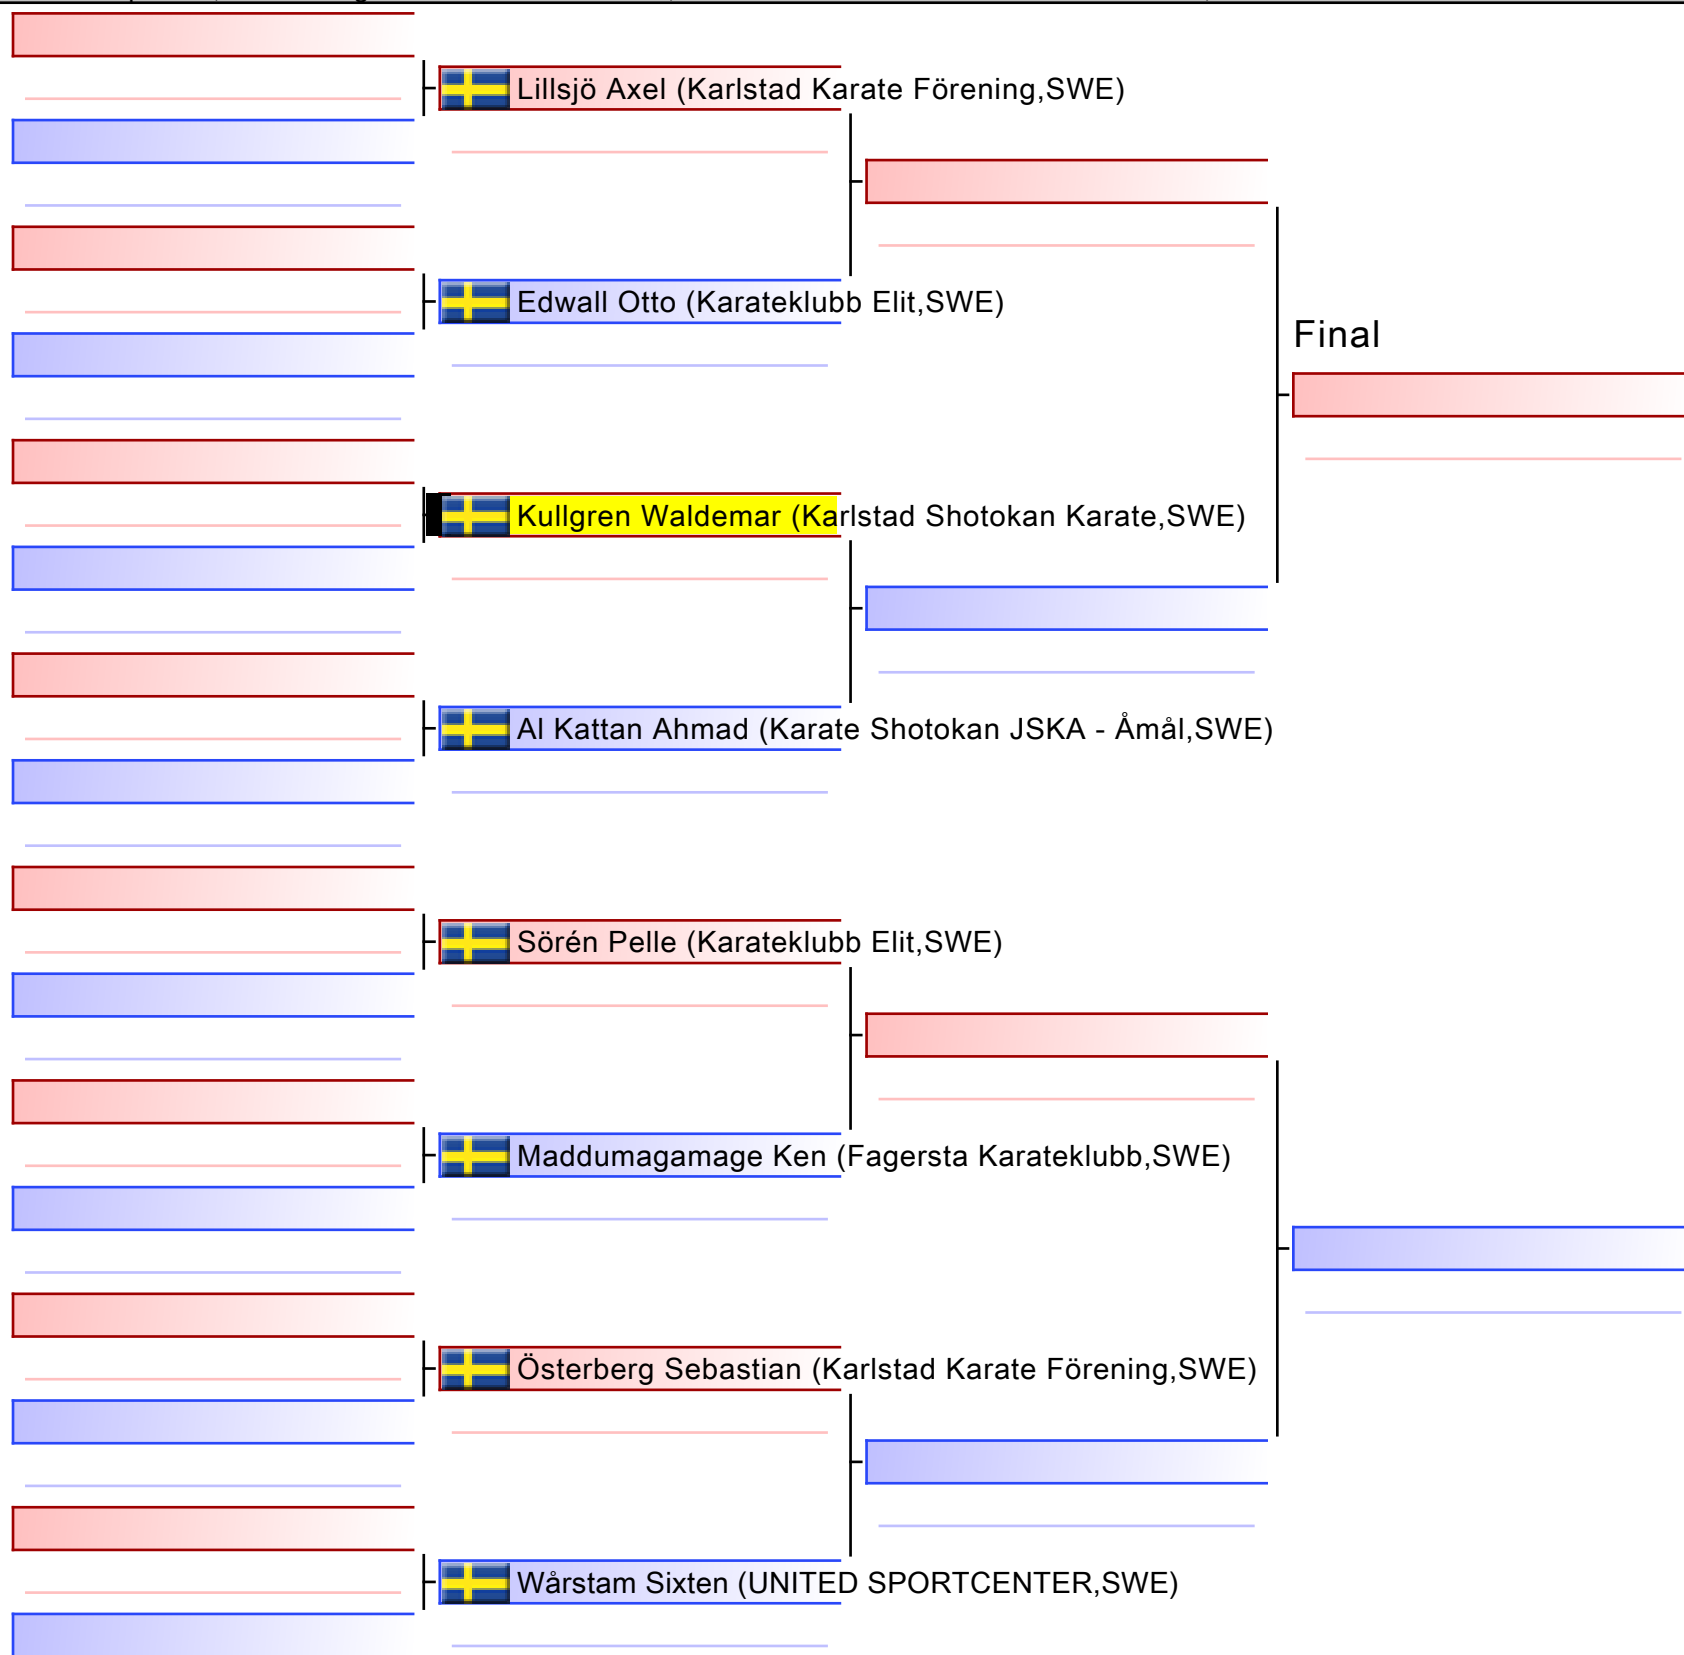 Lillsjö Axel (Karlstad Karate Förening,SWE)
Edwall Otto (Karateklubb Elit,SWE)
Final
Kullgren Waldemar (Karlstad Shotokan Karate,SWE)
Al Kattan Ahmad (Karate Shotokan JSKA - Åmål,SWE)
Sörén Pelle (Karateklubb Elit,SWE)
Maddumagamage Ken (Fagersta Karateklubb,SWE)
Österberg Sebastian (Karlstad Karate Förening,SWE)
Wårstam Sixten (UNITED SPORTCENTER,SWE)